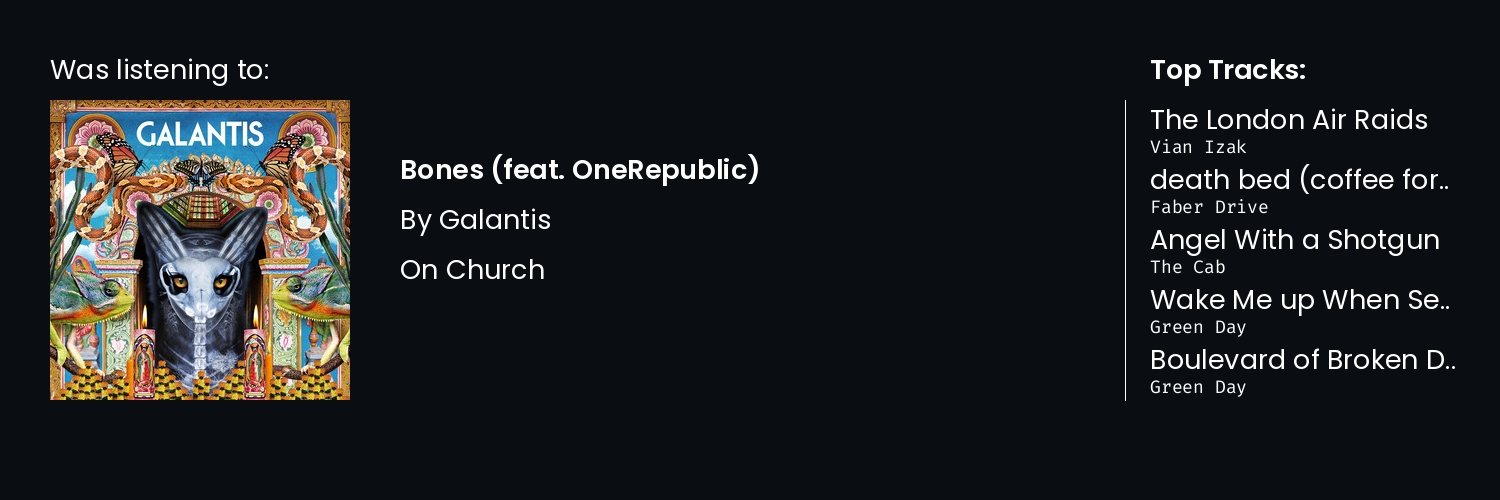 Was listening to:
GALANTIS
Bones (feat. OneRepublic)
By Galantis
On Church
Top Tracks:
The London Air Raids
Vian Izak
death bed (coffee for..
Faber Drive
Angel With a Shotgun
The Cab
Wake Me up When Se..
Green Day
Boulevard of Broken D..
Green Day